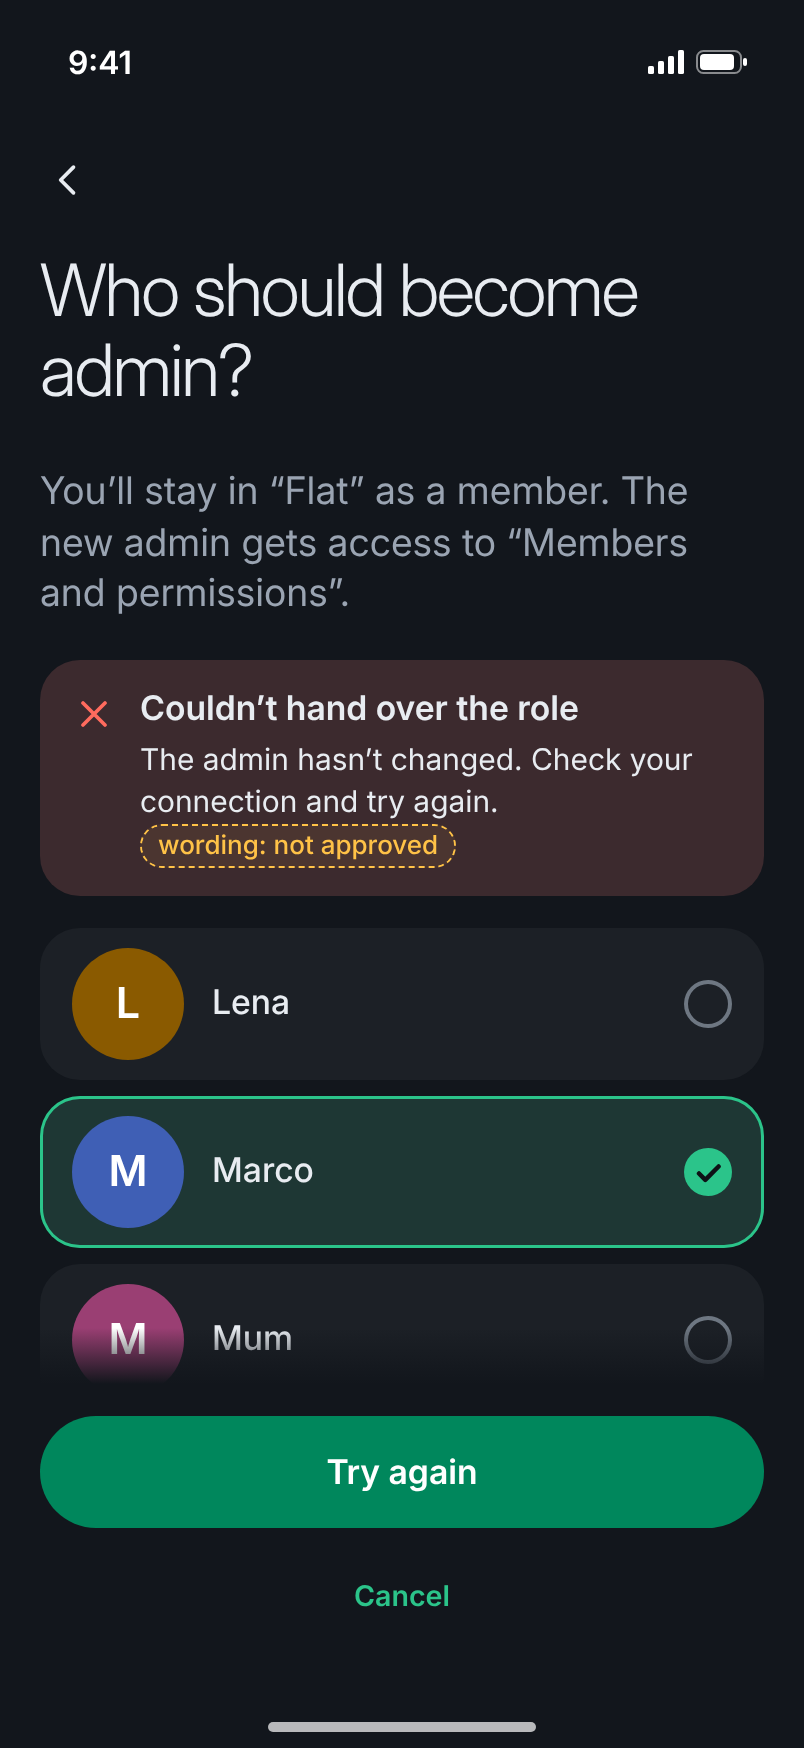 9:41
Who should become
admin?
You’ll stay in “Flat” as a member. The
new admin gets access to “Members
and permissions”.
Couldn’t hand over the role
The admin hasn’t changed. Check your
connection and try again.
wording: not approved
L
Lena
M
Marco
M
Mum
Try again
Cancel